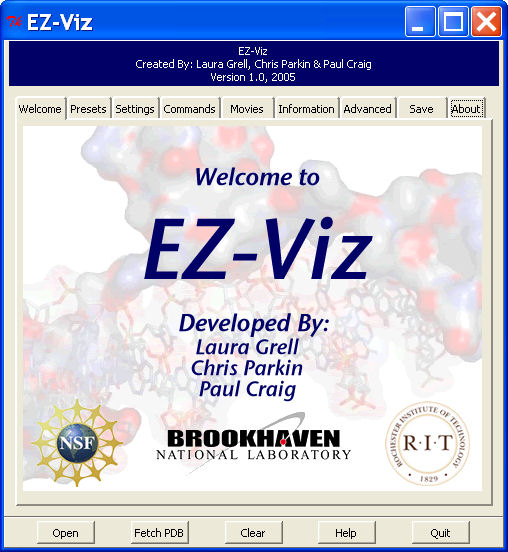 EZ-Viz
EZ-Viz
Created By: Laura Grell, Chris Parkin & Paul Craig
Version 1.0, 2005
Welcome Presets Settings Commands Movies Information Advanced Save About
Welcome to
EZ-Viz
Developed By:
Laura Grell
Chris Parkin
Paul Craig
NSF
BROOKHAVEN
NATIONAL LABORATORY
ROCHESTER INSTITUTE OF TECHNOLOGY
R·I·T
1829
Open Fetch PDB Clear Help Quit